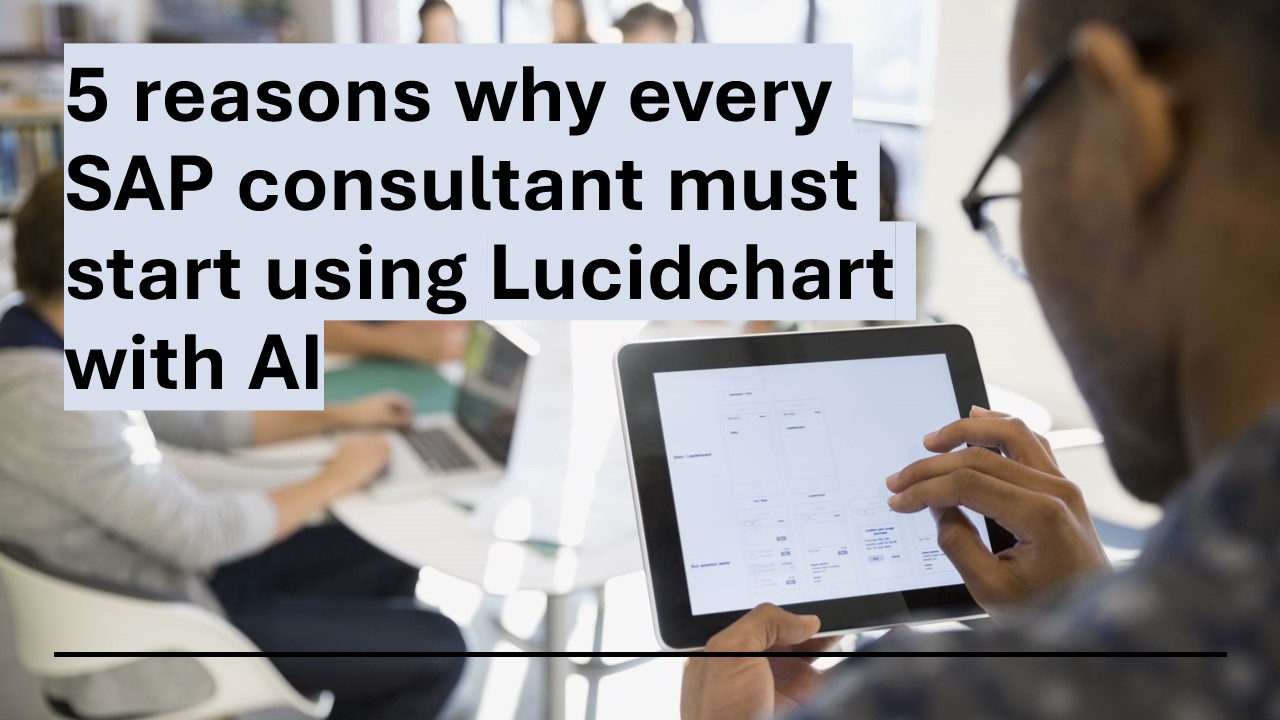 5 reasons why every
SAP consultant must
start using Lucidchart
with AI